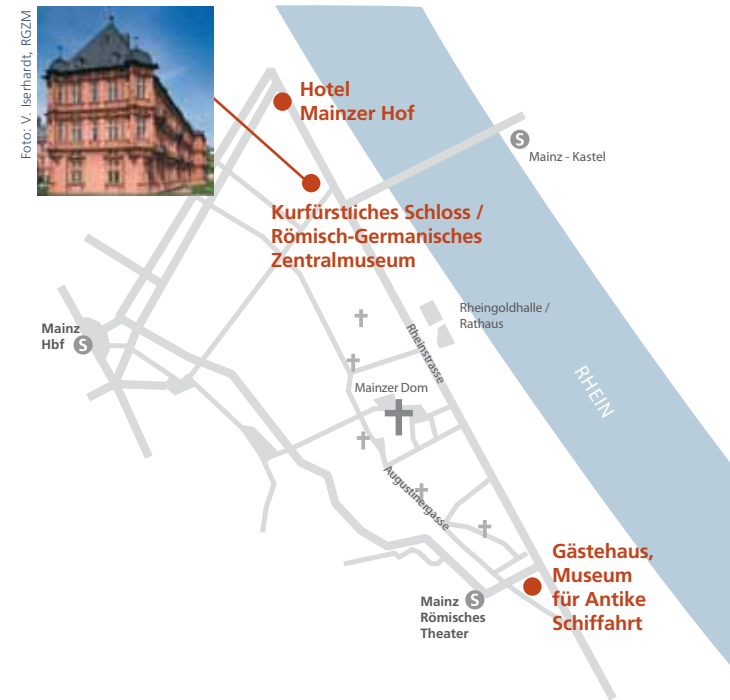 Foto: V. Iserhardt, RGZM
Hotel
Mainzer Hof
S
Mainz - Kastel
Kurfürstliches Schloss /
Römisch-Germanisches
Zentralmuseum
Rheingoldhalle /
Rathaus
Mainz
Hbf S
Rheinstrasse
RHEIN
Mainzer Dom
Augustinergasse
Gästehaus,
Museum
für Antike
Schiffahrt
Mainz S
Römisches
Theater